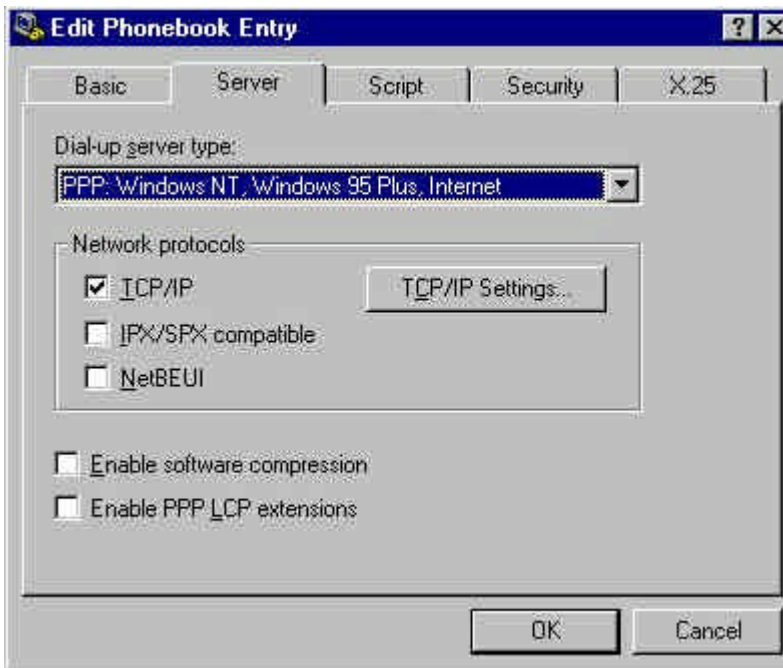 Edit Phonebook Entry
Basic Server Script Security X.25
Dial-up server type:
PPP: Windows NT, Windows 95 Plus, Internet
Network protocols
TCP/IP TCP/IP Settings...
IPX/SPX compatible
NetBEUI
Enable software compression
Enable PPP LCP extensions
OK Cancel